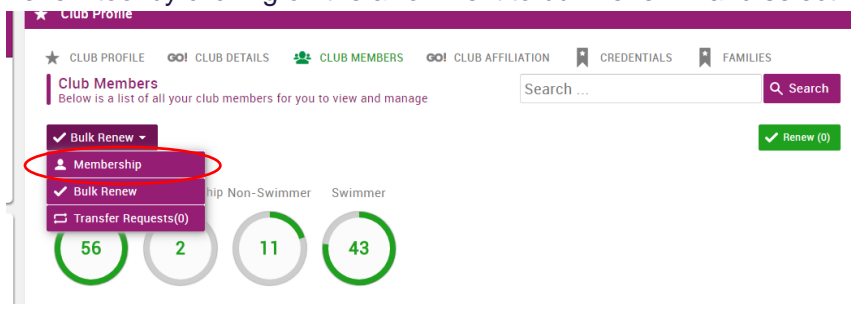 Club Profile
CLUB PROFILE GO! CLUB DETAILS CLUB MEMBERS GO! CLUB AFFILIATION CREDENTIALS FAMILIES
Club Members
Below is a list of all your club members for you to view and manage
Search ...
Search
Bulk Renew
Renew (0)
Membership
Bulk Renew
Non-Swimmer Swimmer
Transfer Requests(0)
56 2 11 43